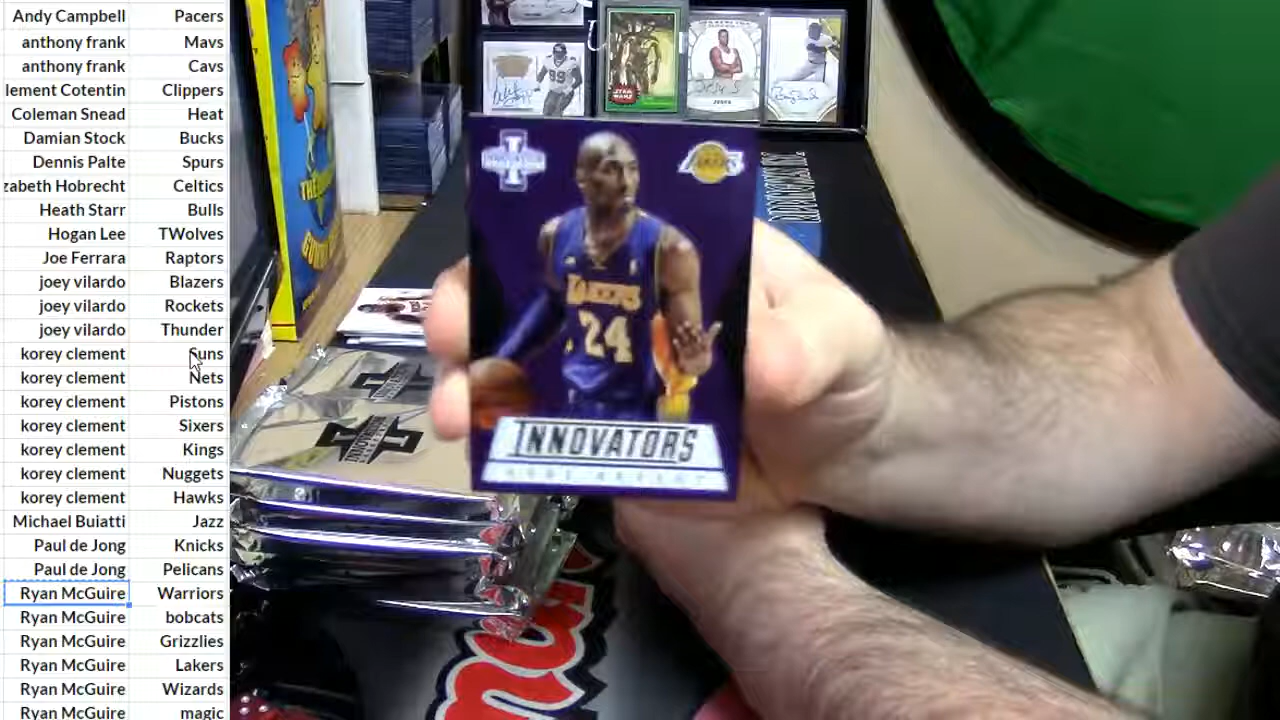 Andy Campbell Pacers
anthony frank Mavs
anthony frank Cavs
lement Cotentin Clippers
Coleman Snead Heat
Damian Stock Bucks
Dennis Palte Spurs
zabeth Hobrecht Celtics
Heath Starr Bulls
Hogan Lee TWolves
Joe Ferrara Raptors
joey vilardo Blazers
joey vilardo Rockets
joey vilardo Thunder
korey clement Suns
korey clement Nets
korey clement Pistons
korey clement Sixers
korey clement Kings
korey clement Nuggets
korey clement Hawks
Michael Buiatti Jazz
Paul de Jong Knicks
Paul de Jong Pelicans
Ryan McGuire Warriors
Ryan McGuire bobcats
Ryan McGuire Grizzlies
Ryan McGuire Lakers
Ryan McGuire Wizards
Ryan McGuire magic
STAR
WARS
LAKERS
LAKERS
24
INNOVATORS
KOBE BRYANT